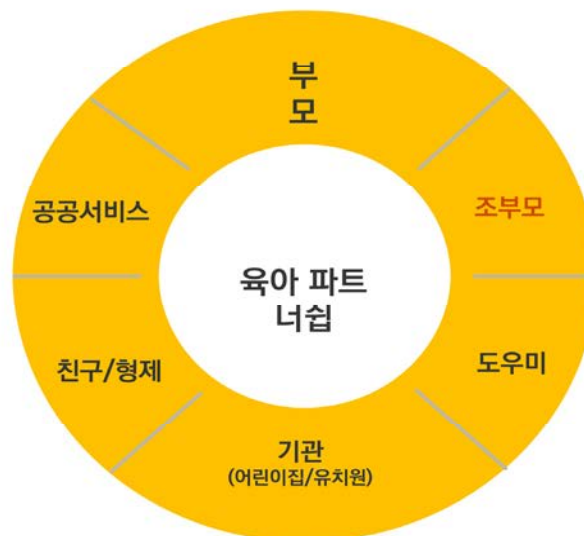 부
모
공공서비스
조부모
육아 파트
너쉽
친구/형제
도우미
기관
(어린이집/유치원)